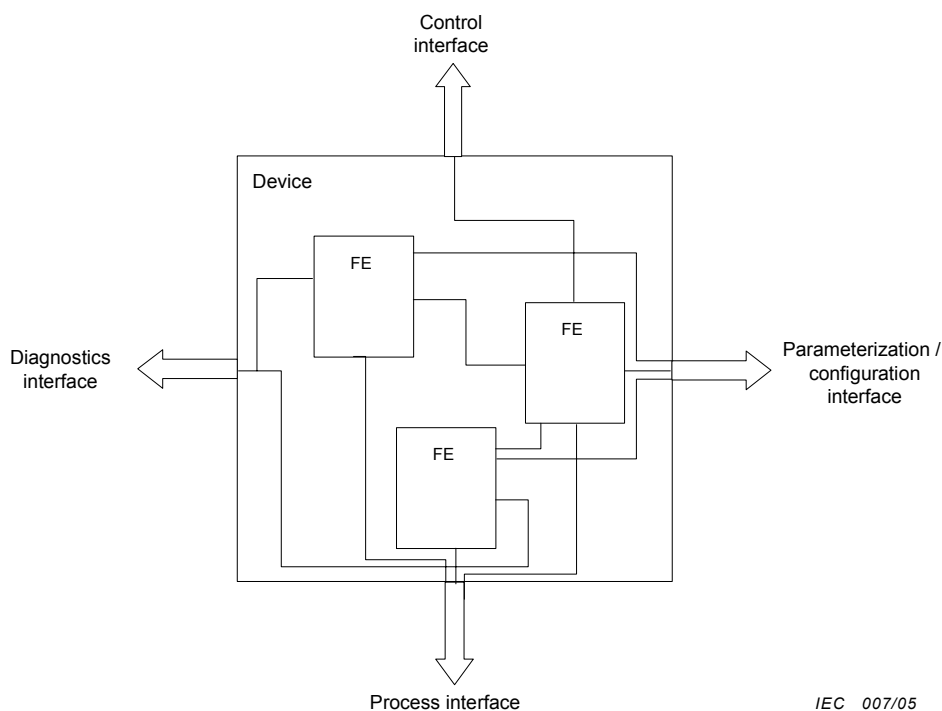 Control
interface
Device
FE
FE
Diagnostics
interface
Parameterization /
configuration
interface
FE
Process interface
IEC 007/05